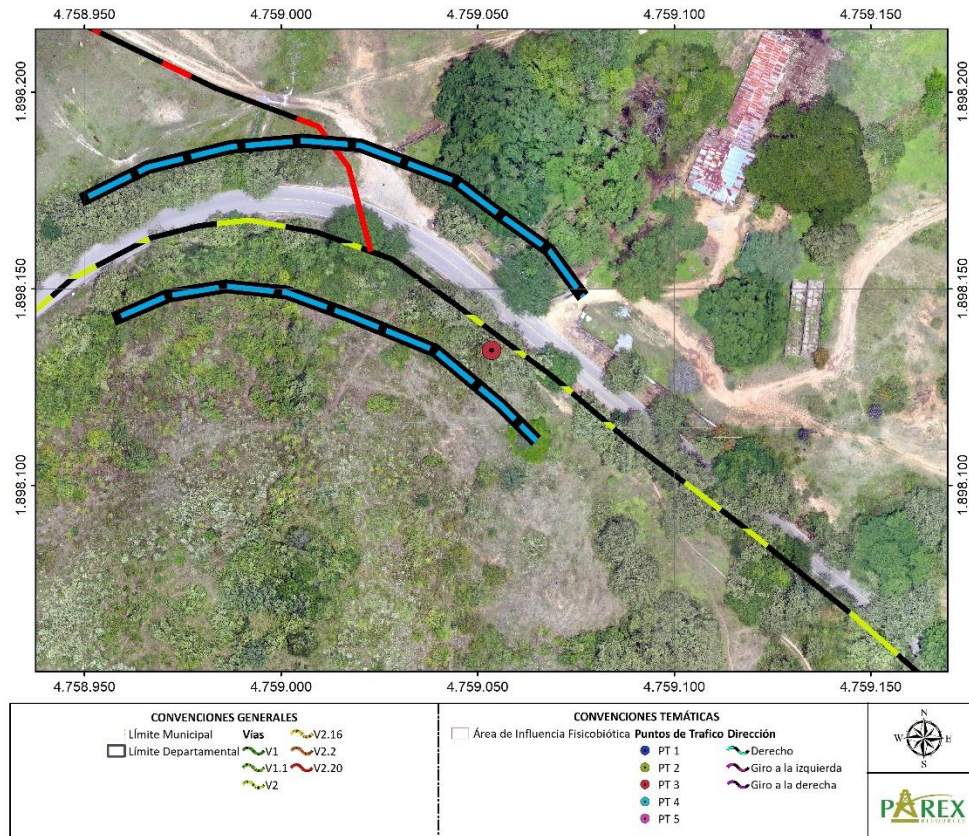 4.758.950 4.759.000 4.759.050 4.759.100 4.759.150
1.898.200 1.898.200
1.898.150 1.898.150
1.898.100 1.898.100
4.758.950 4.759.000 4.759.050 4.759.100 4.759.150
CONVENCIONES GENERALES
Límite Municipal
Límite Departamental
Vías
V1
V1.1
V2
V2.16
V2.2
V2.20
CONVENCIONES TEMÁTICAS
Área de Influencia Fisicobiótica
Puntos de Trafico
PT 1
PT 2
PT 3
PT 4
PT 5
Dirección
Derecho
Giro a la izquierda
Giro a la derecha
N
W E
S
PAREX
RESOURCES